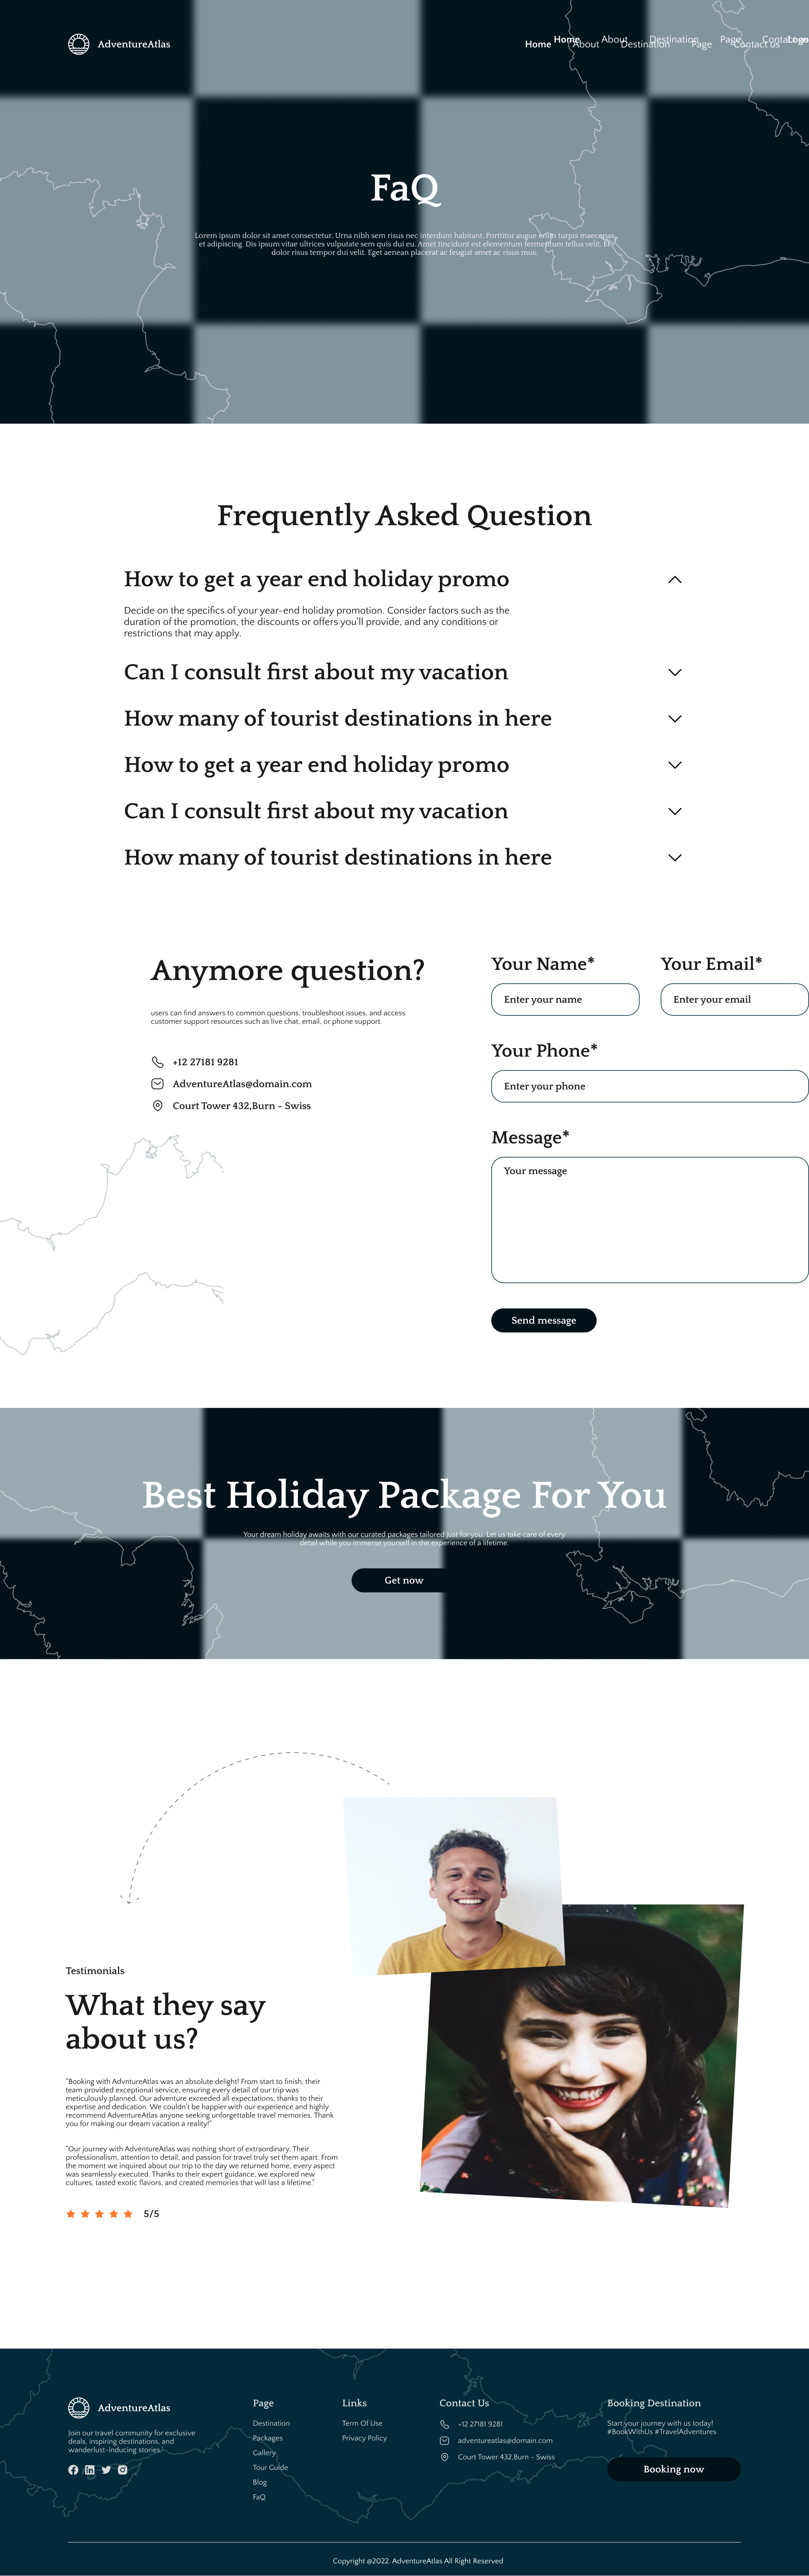 AdventureAtlas
Home About Destination Page Contact us
Home About Destination Page
FaQ
Lorem ipsum dolor sit amet consectetur. Urna nibh sem risus nec interdum habitant. Porttitor augue enim turpis maecenas
et adipiscing. Dis ipsum vitae ultrices vulputate sem quis dui eu. Amet tincidunt est elementum fermentum tellus velit. Et
dolor risus tempor dui velit. Eget aenean placerat ac feugiat amet ac risus mus.
Frequently Asked Question
How to get a year end holiday promo
Decide on the specifics of your year-end holiday promotion. Consider factors such as the
duration of the promotion, the discounts or offers you'll provide, and any conditions or
restrictions that may apply.
Can I consult first about my vacation
How many of tourist destinations in here
How to get a year end holiday promo
Can I consult first about my vacation
How many of tourist destinations in here
Anymore question?
users can find answers to common questions, troubleshoot issues, and access
customer support resources such as live chat, email, or phone support.
+12 27181 9281
AdventureAtlas@domain.com
Court Tower 432,Burn - Swiss
Your Name*
Enter your name
Your Email*
Enter your email
Your Phone*
Enter your phone
Message*
Your message
Send message
Best Holiday Package For You
Your dream holiday awaits with our curated packages tailored just for you. Let us take care of every
detail while you immerse yourself in the experience of a lifetime.
Get now
Testimonials
What they say
about us?
"Booking with AdvntureAtlas was an absolute delight! From start to finish, their
team provided exceptional service, ensuring every detail of our trip was
meticulously planned. Our adventure exceeded all expectations, thanks to their
expertise and dedication. We couldn't be happier with our experience and highly
recommend AdventureAtlas anyone seeking unforgettable travel memories. Thank
you for making our dream vacation a reality!"
"Our journey with AdventureAtlas was nothing short of extraordinary. Their
professionalism, attention to detail, and passion for travel truly set them apart. From
the moment we inquired about our trip to the day we returned home, every aspect
was seamlessly executed. Thanks to their expert guidance, we explored new
cultures, tasted exotic flavors, and created memories that will last a lifetime."
5/5
AdventureAtlas
Join our travel community for exclusive
deals, inspiring destinations, and
wanderlust-inducing stories.
Page
Destination
Packages
Gallery
Tour Guide
Blog
FaQ
Links
Term Of Use
Privacy Policy
Contact Us
+12 27181 9281
adventureatlas@domain.com
Court Tower 432,Burn - Swiss
Booking Destination
Start your journey with us today!
#BookWithUs #TravelAdventures
Booking now
Copyright @2022. AdventureAtlas All Right Reserved